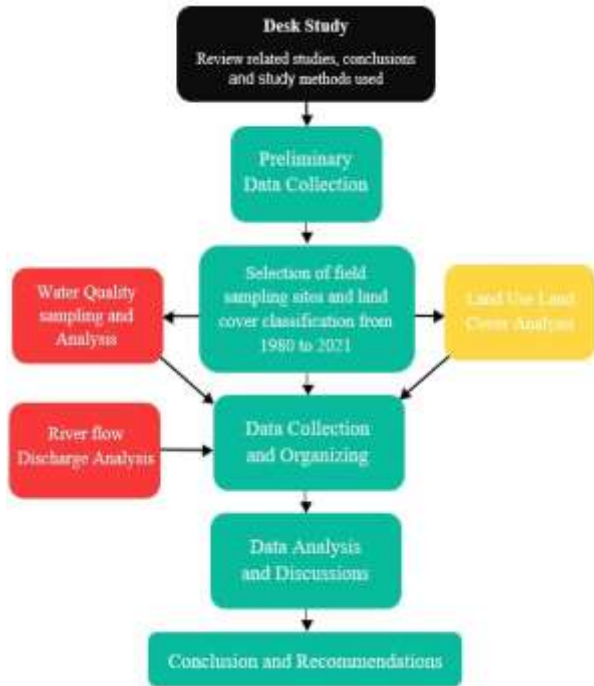 Desk Study
Review related studies, conclusions
and study methods used
Preliminary
Data Collection
Selection of field
sampling sites and land
cover classification from
1980 to 2021
Water Quality
sampling and
Analysis
Land Use Land
Cover Analysis
River flow
Discharge Analysis
Data Collection
and Organizing
Data Analysis
and Discussions
Conclusion and Recommendations